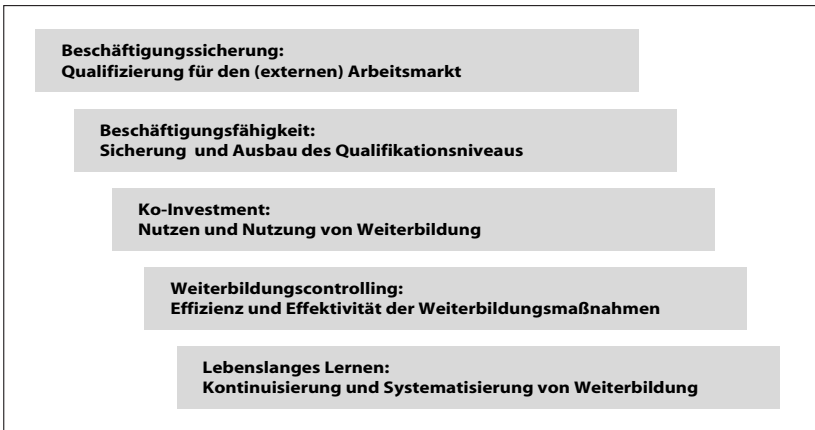 Beschäftigungssicherung:
Qualifizierung für den (externen) Arbeitsmarkt
Beschäftigungsfähigkeit:
Sicherung und Ausbau des Qualifikationsniveaus
Ko-Investment:
Nutzen und Nutzung von Weiterbildung
Weiterbildungscontrolling:
Effizienz und Effektivität der Weiterbildungsmaßnahmen
Lebenslanges Lernen:
Kontinuisierung und Systematisierung von Weiterbildung